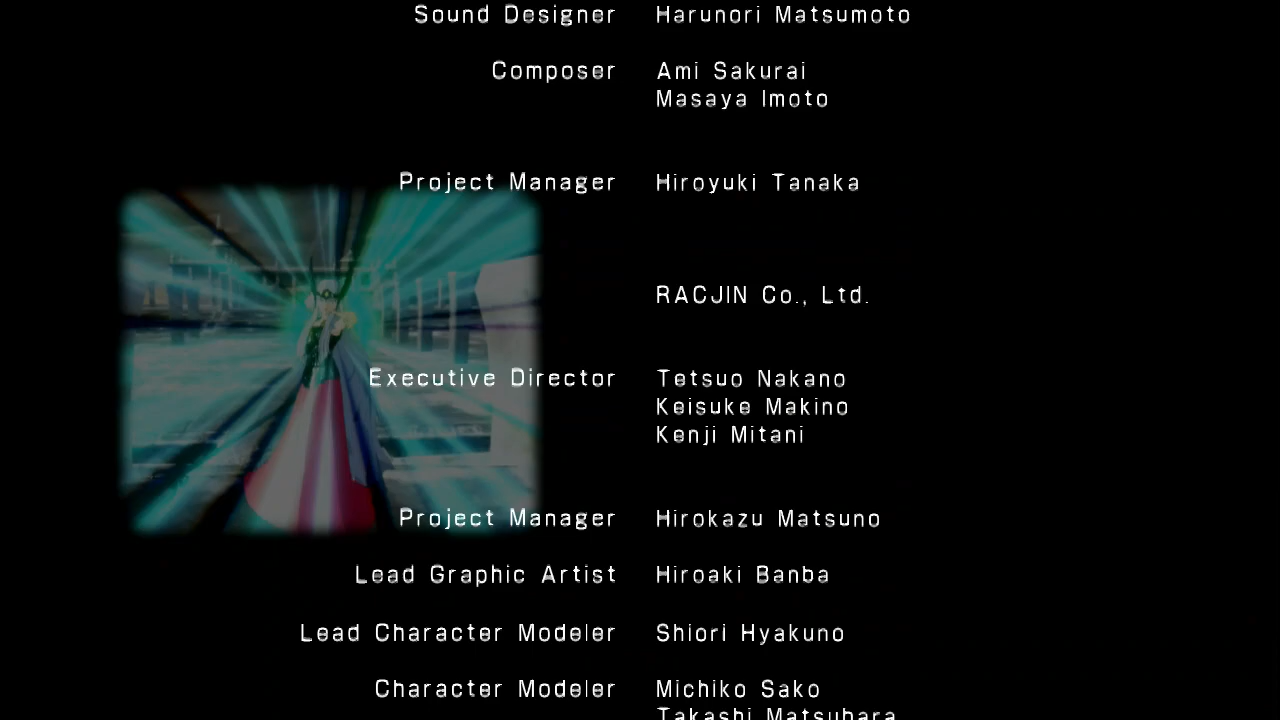 Sound Designer Harunori Matsumoto
Composer Ami Sakurai
Masaya Imoto
Project Manager Hiroyuki Tanaka
RACJIN Co., Ltd.
Executive Director Tetsuo Nakano
Keisuke Makino
Kenji Mitani
Project Manager Hirokazu Matsuno
Lead Graphic Artist Hiroaki Banba
Lead Character Modeler Shiori Hyakuno
Character Modeler Michiko Sako
Takashi Matsubara